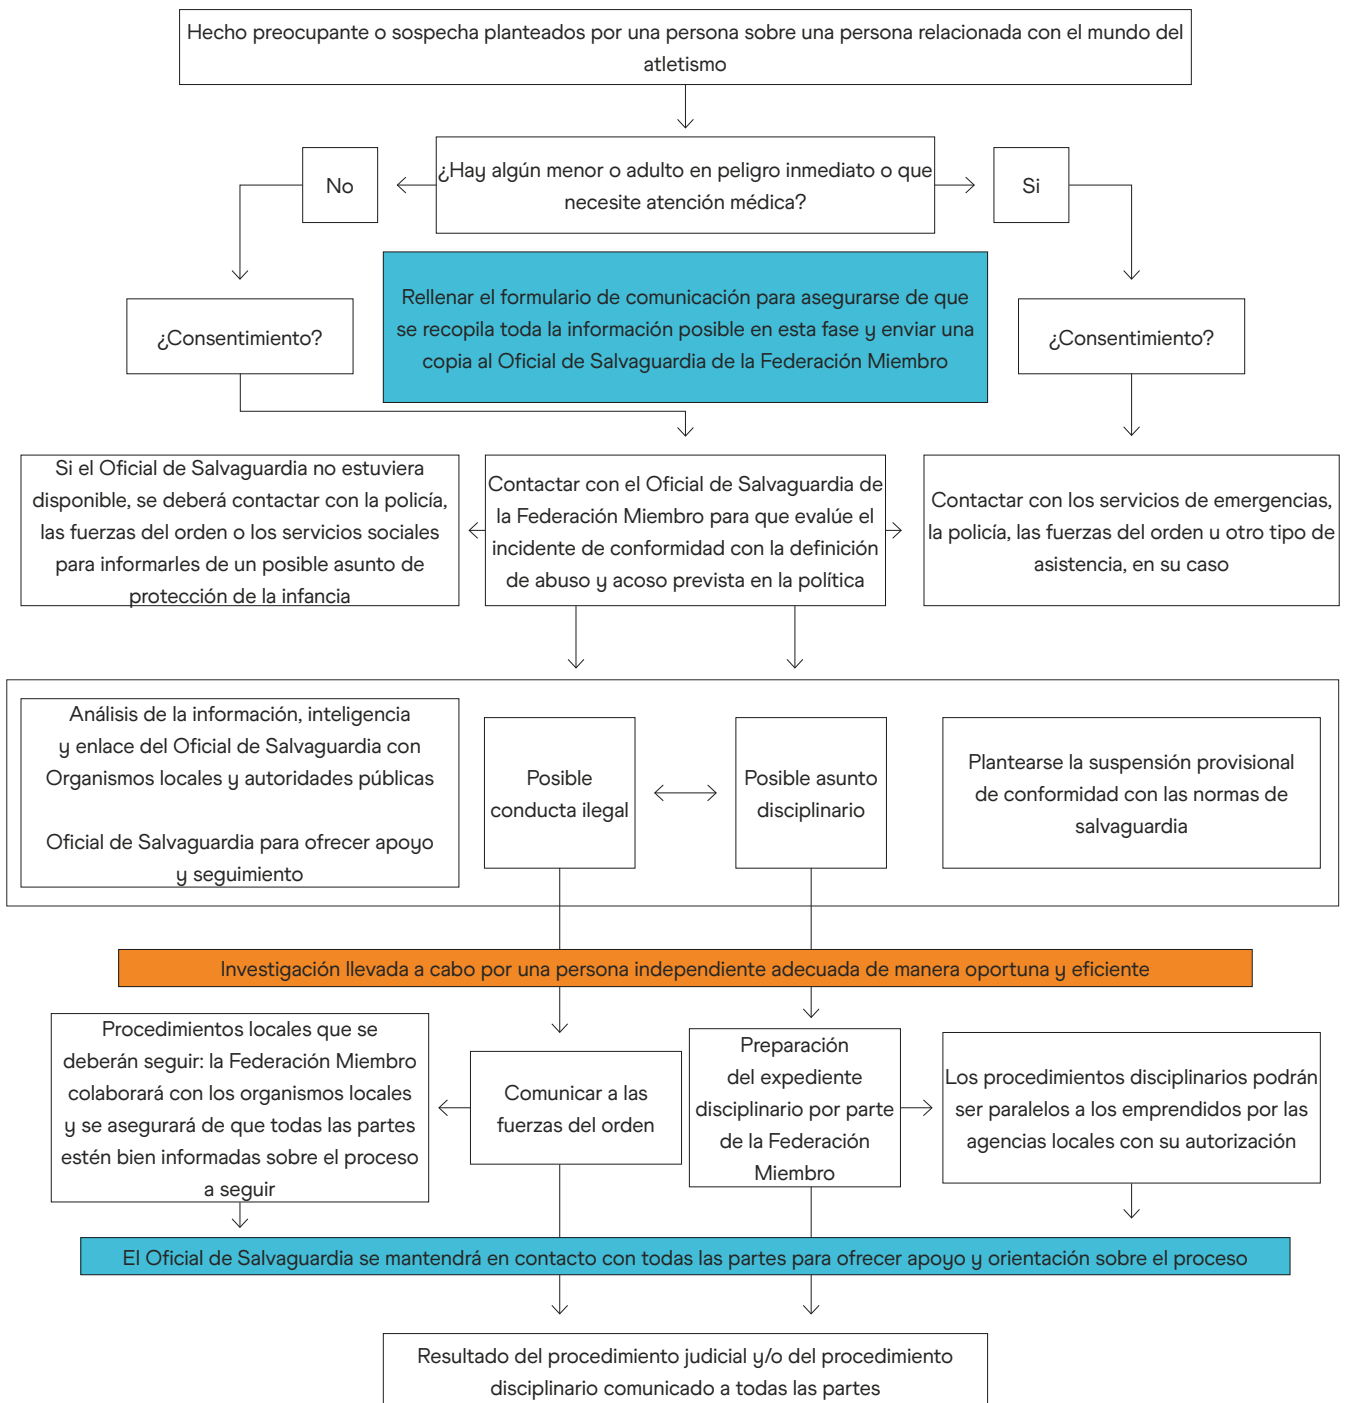 Hecho preocupante o sospecha planteados por una persona sobre una persona relacionada con el mundo del
atletismo
No
¿Hay algún menor o adulto en peligro inmediato o que
necesite atención médica?
Si
¿Consentimiento?
Rellenar el formulario de comunicación para asegurarse de que
se recopila toda la información posible en esta fase y enviar una
copia al Oficial de Salvaguardia de la Federación Miembro
¿Consentimiento?
Si el Oficial de Salvaguardia no estuviera
disponible, se deberá contactar con la policía,
las fuerzas del orden o los servicios sociales
para informarles de un posible asunto de
protección de la infancia
Contactar con el Oficial de Salvaguardia de
la Federación Miembro para que evalúe el
incidente de conformidad con la definición
de abuso y acoso prevista en la política
Contactar con los servicios de emergencias,
la policía, las fuerzas del orden u otro tipo de
asistencia, en su caso
Análisis de la información, inteligencia
y enlace del Oficial de Salvaguardia con
Organismos locales y autoridades públicas
Oficial de Salvaguardia para ofrecer apoyo
y seguimiento
Posible
conducta ilegal
Posible asunto
disciplinario
Plantearse la suspensión provisional
de conformidad con las normas de
salvaguardia
Investigación llevada a cabo por una persona independiente adecuada de manera oportuna y eficiente
Procedimientos locales que se
deberán seguir: la Federación Miembro
colaborará con los organismos locales
y se asegurará de que todas las partes
estén bien informadas sobre el proceso
a seguir
Comunicar a las
fuerzas del orden
Preparación
del expediente
disciplinario por parte
de la Federación
Miembro
Los procedimientos disciplinarios podrán
ser paralelos a los emprendidos por las
agencias locales con su autorización
El Oficial de Salvaguardia se mantendrá en contacto con todas las partes para ofrecer apoyo y orientación sobre el proceso
Resultado del procedimiento judicial y/o del procedimiento
disciplinario comunicado a todas las partes